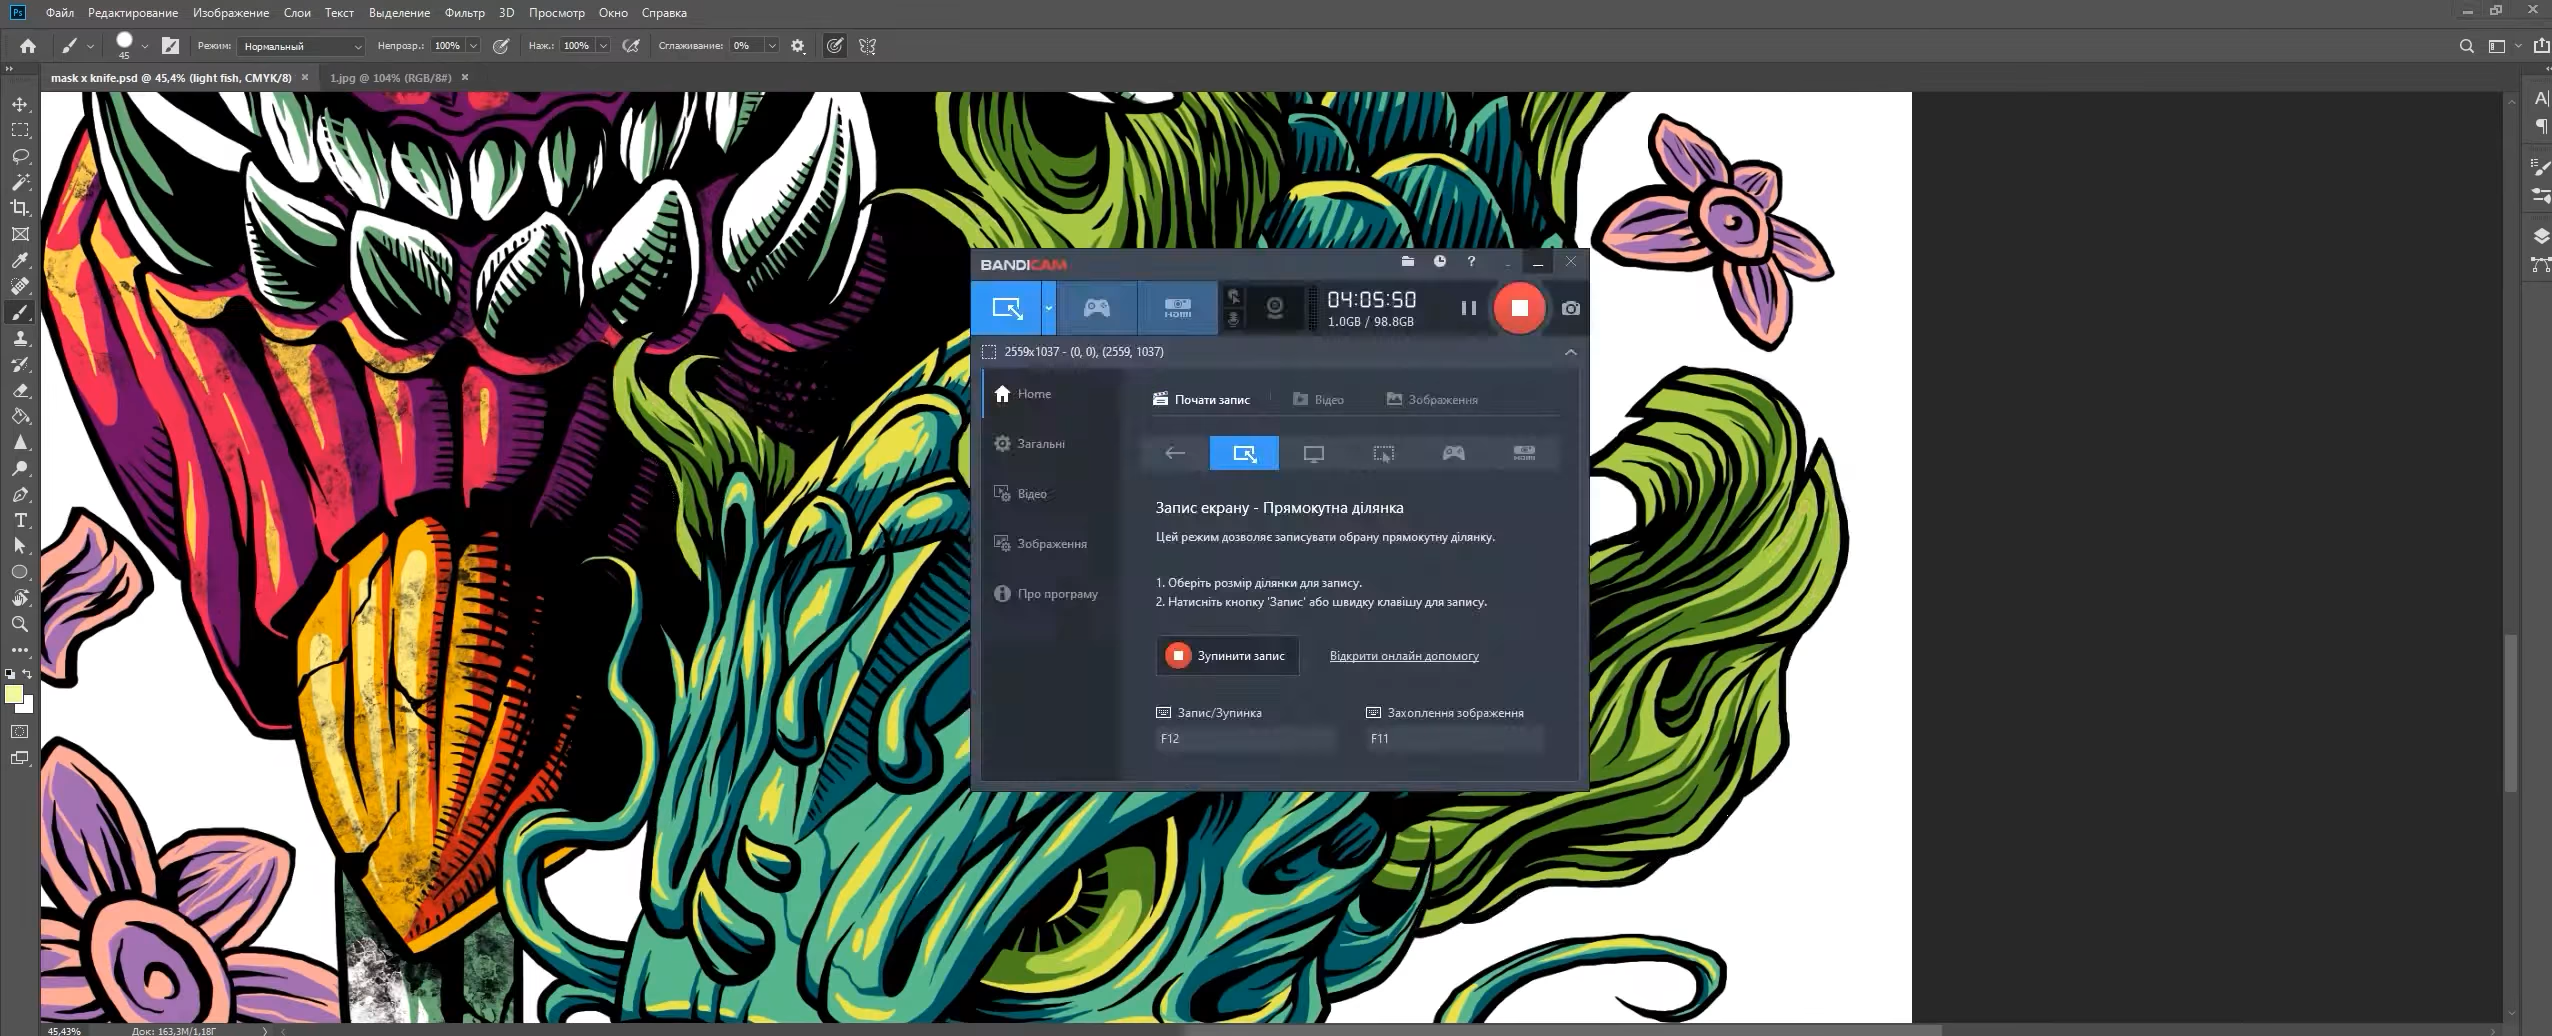 Ps Файл Редактирование Изображение Слои Текст Выделение Фильтр 3D Просмотр Окно Справка
45 Режим: Нормальный Непрозр.: 100% Наж.: 100% Сглаживание: 0%
mask x knife.psd @ 45,4% (light fish, CMYK/8) 1.jpg @ 104% (RGB/8#)
BANDICAM
HDMI
04:05:50
1.0GB / 98.8GB
2559x1037 - (0, 0), (2559, 1037)
Home
Загальні
Відео
Зображення
Про програму
Почати запис Відео Зображення
HDMI
Запис екрану - Прямокутна ділянка
Цей режим дозволяє записувати обрану прямокутну ділянку.
1. Оберіть розмір ділянки для запису.
2. Натисніть кнопку 'Запис' або швидку клавішу для запису.
Зупинити запис Відкрити онлайн допомогу
Запис/Зупинка Захоплення зображення
F12 F11
45,43% Док: 163,3M/1,18Г